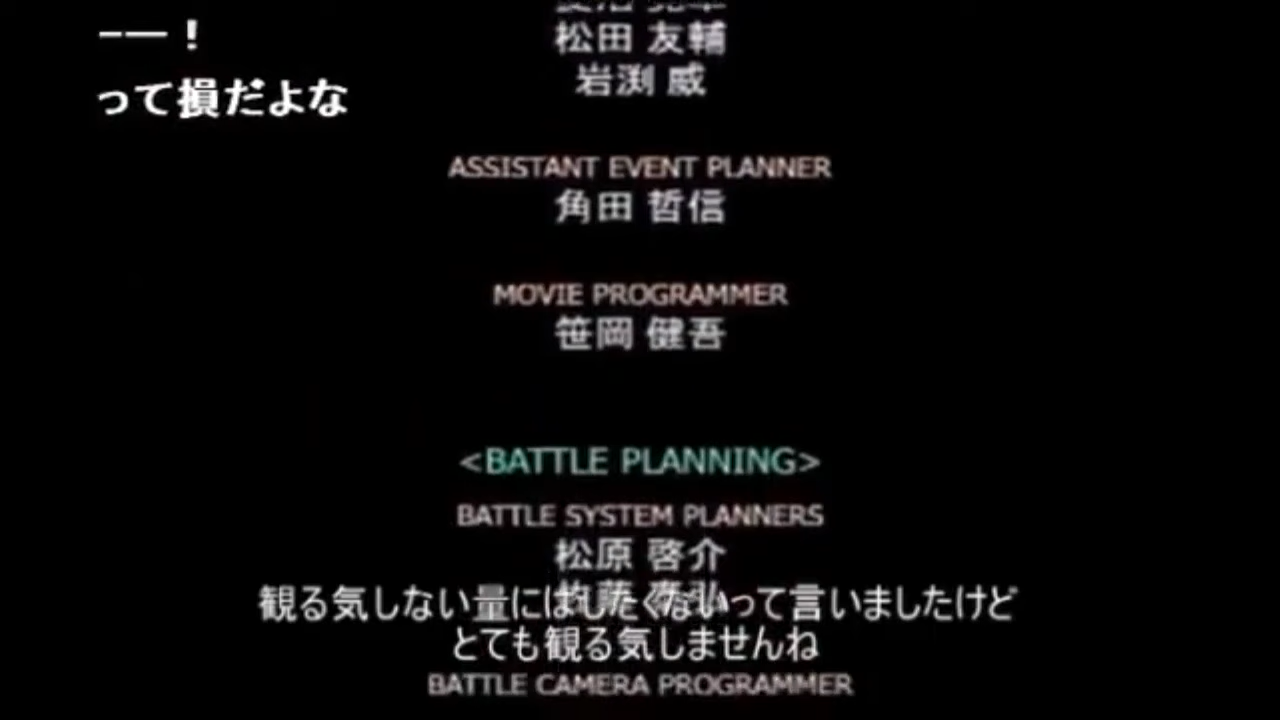 ーー！
松田 友輔
って損だよな
岩渕 威
ASSISTANT EVENT PLANNER
角田 哲信
MOVIE PROGRAMMER
笹岡 健吾
<BATTLE PLANNING>
BATTLE SYSTEM PLANNERS
松原 啓介
観る気しない量にはしたくないって言いましたけど
とても観る気しませんね
BATTLE CAMERA PROGRAMMER